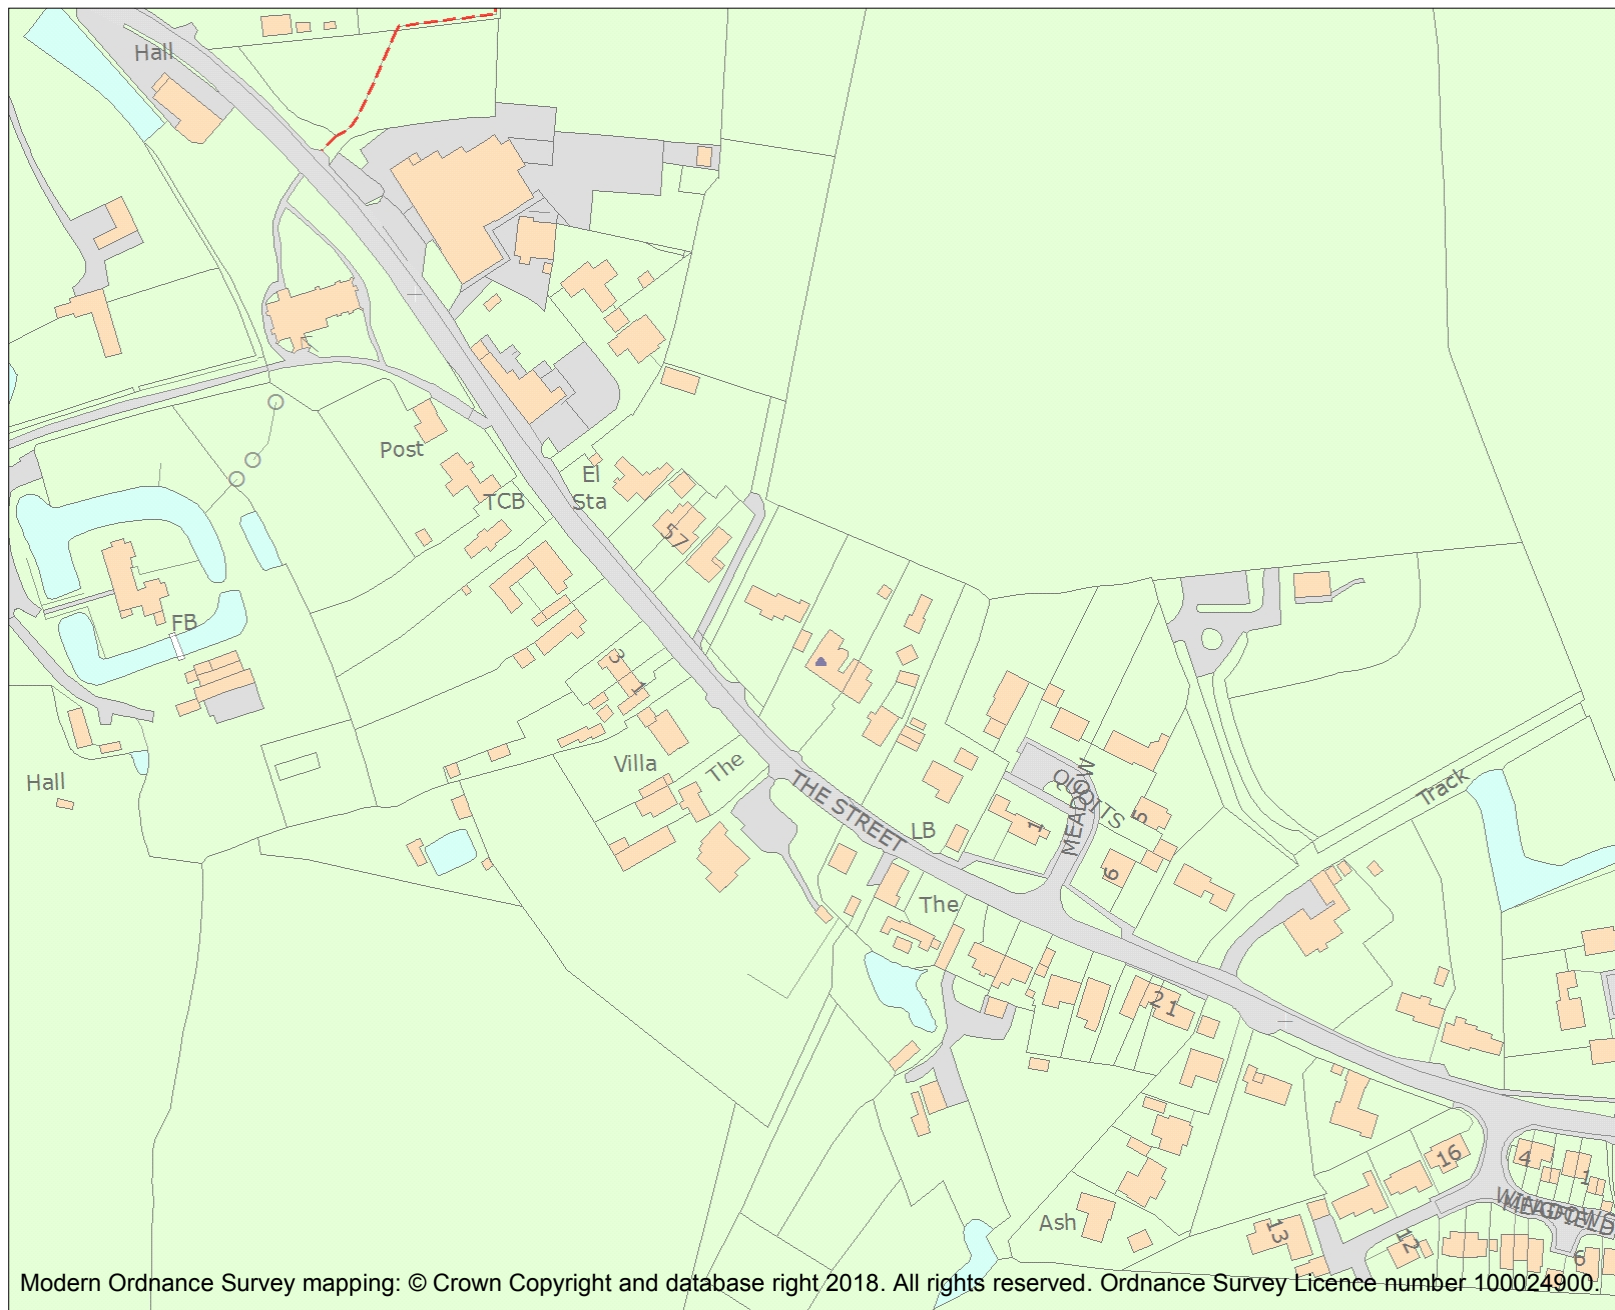 Hall
Post
El
Sta
TCB
57
FB
3
1
Hall
Villa
The
THE STREET
LB
QUOITS
MEADOW
1
5
9
Track
The
21
Ash
16
4
1
13
12
6
Modern Ordnance Survey mapping: © Crown Copyright and database right 2018. All rights reserved. Ordnance Survey Licence number 100024900.